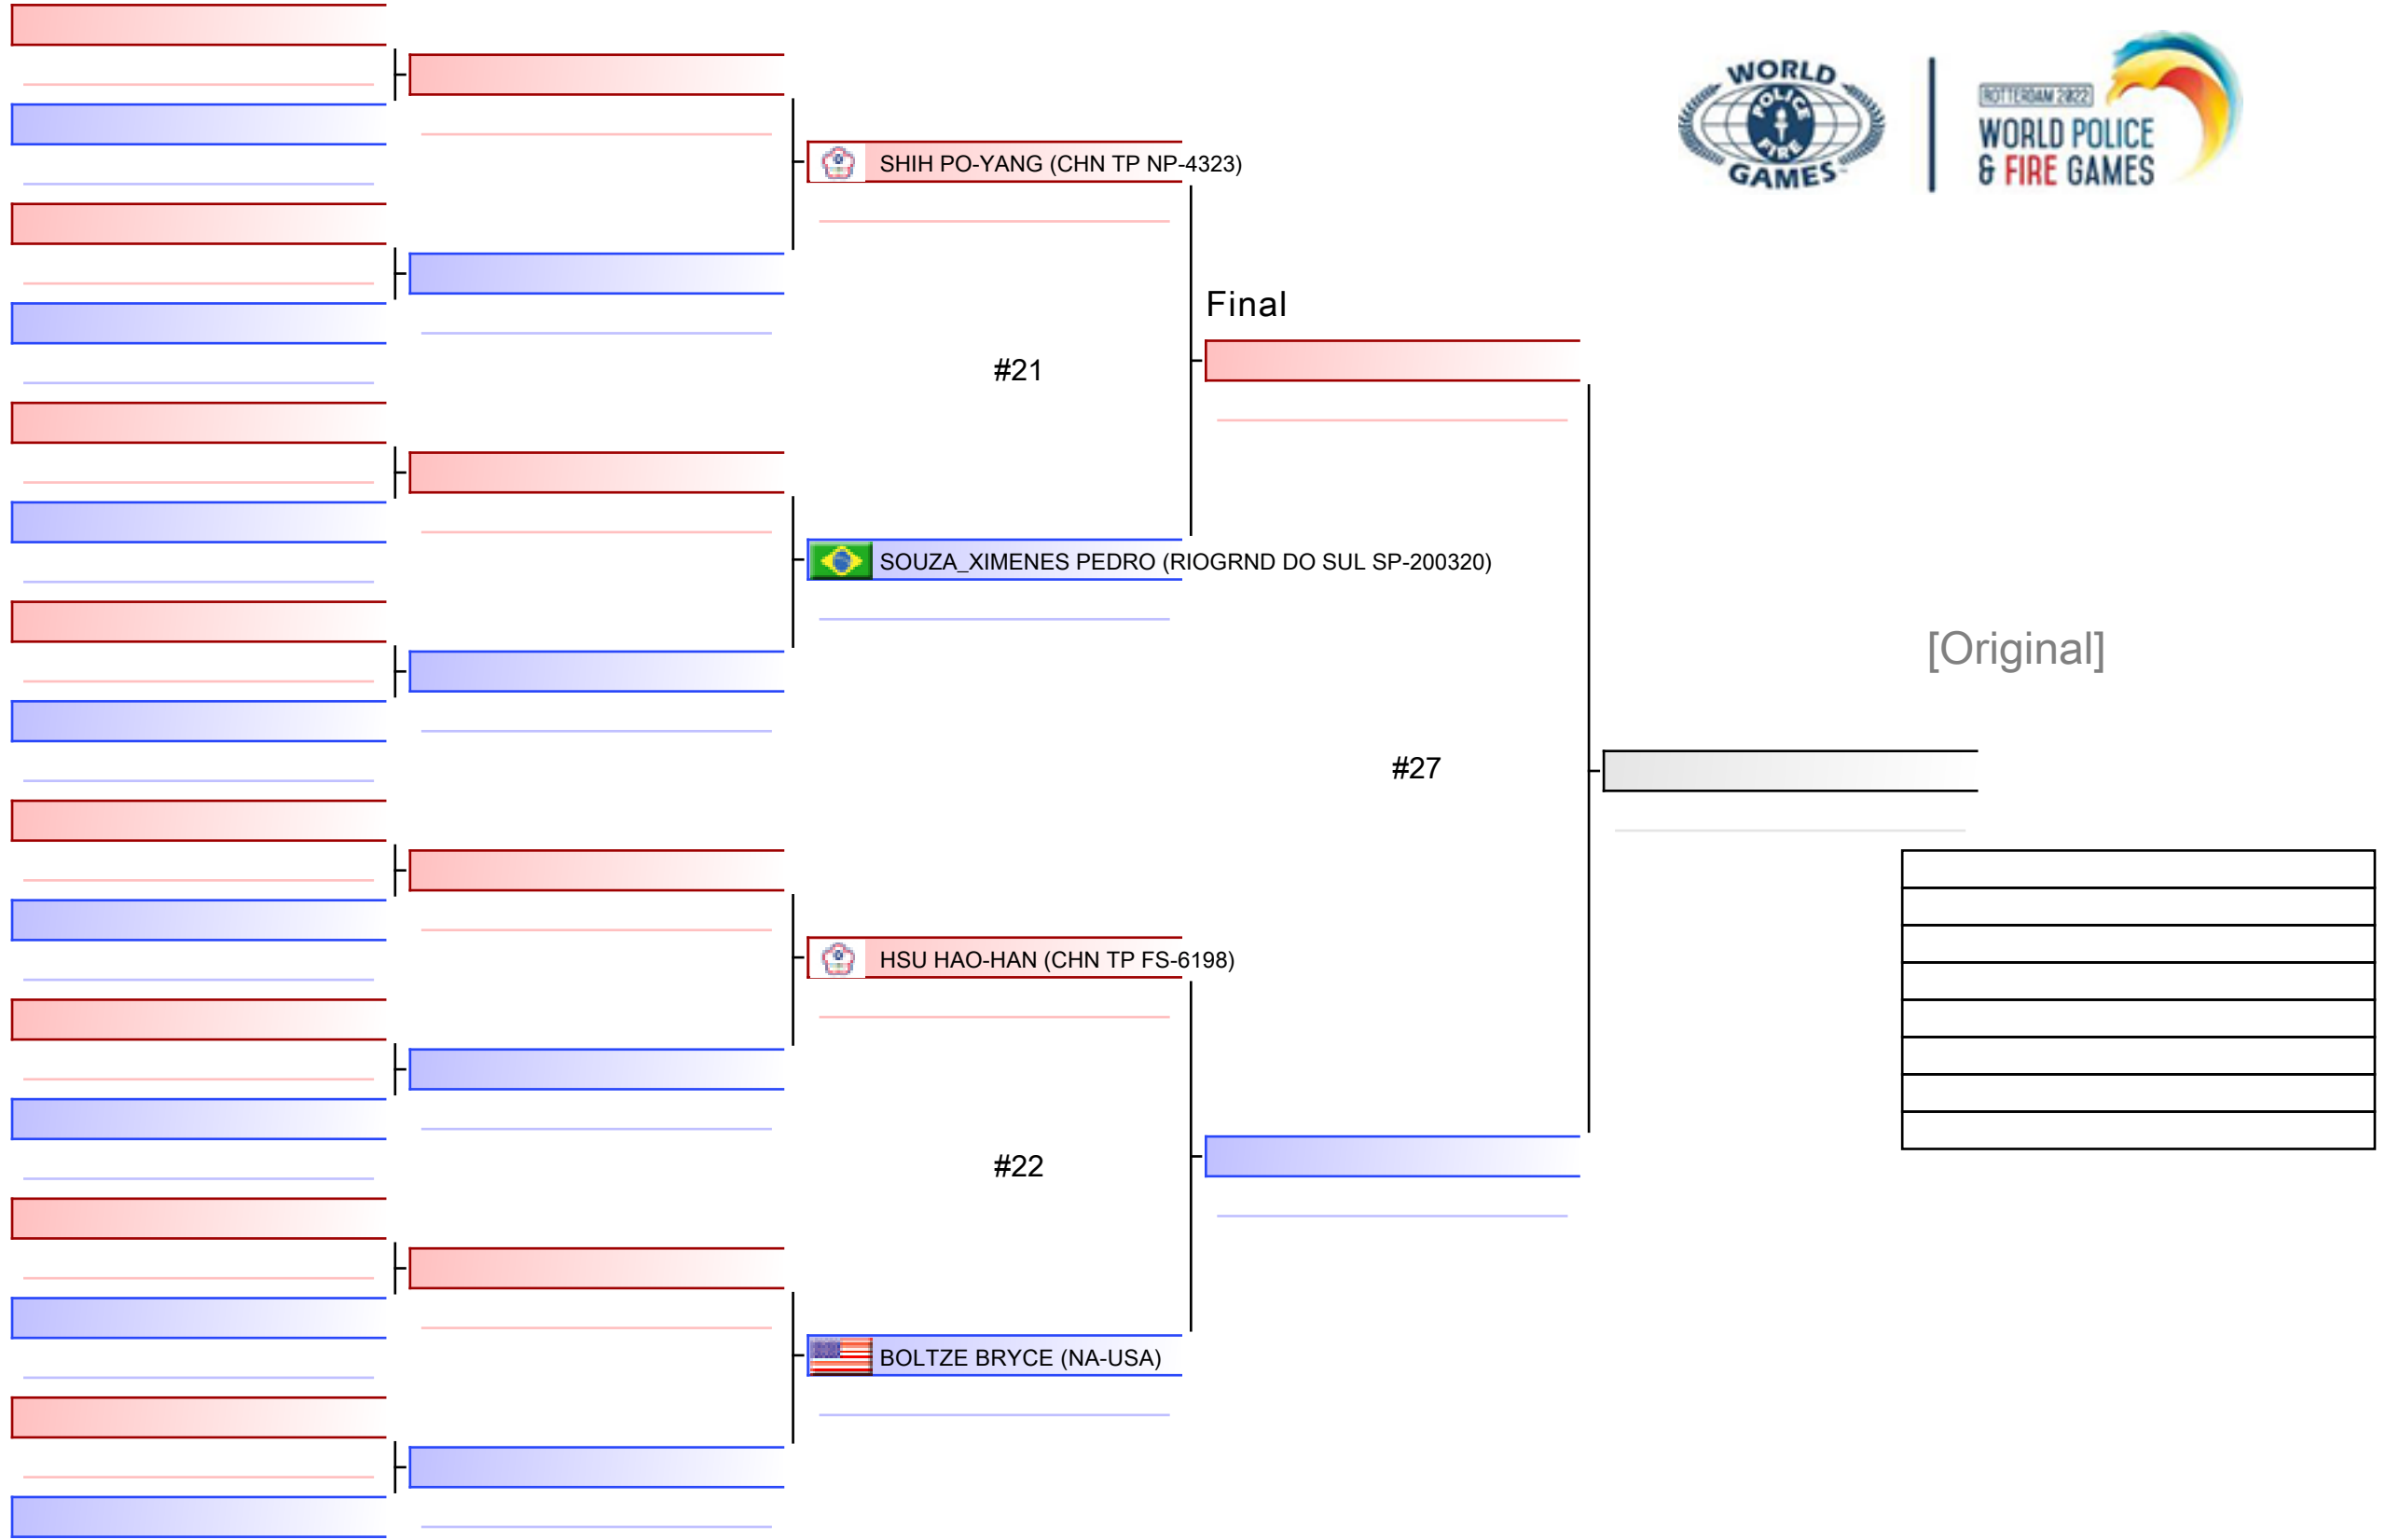 WORLD
POLICE
FIRE
GAMES
ROTTERDAM 2022
WORLD POLICE
& FIRE GAMES
SHIH PO-YANG (CHN TP NP-4323)
Final
#21
SOUZA_XIMENES PEDRO (RIOGRND DO SUL SP-200320)
[Original]
#27
HSU HAO-HAN (CHN TP FS-6198)
#22
BOLTZE BRYCE (NA-USA)